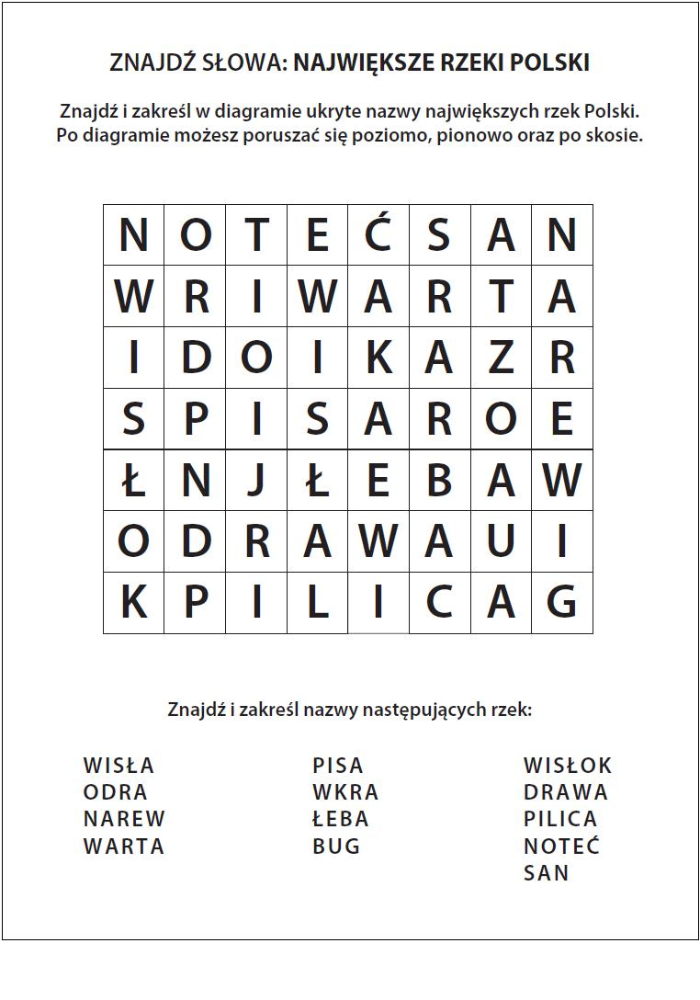 ZNAJDŹ SŁOWA: NAJWIĘKSZE RZEKI POLSKI
Znajdź i zakreśl w diagramie ukryte nazwy największych rzek Polski.
Po diagramie możesz poruszać się poziomo, pionowo oraz po skosie.
N O T E Ć S A N
W R I W A R T A
I D O I K A Z R
S P I S A R O E
Ł N J Ł E B A W
O D R A W A U I
K P I L I C A G
Znajdź i zakreśl nazwy następujących rzek:
WISŁA
ODRA
NAREW
WARTA
PISA
WKRA
ŁEBA
BUG
WISŁOK
DRAWA
PILICA
NOTEĆ
SAN